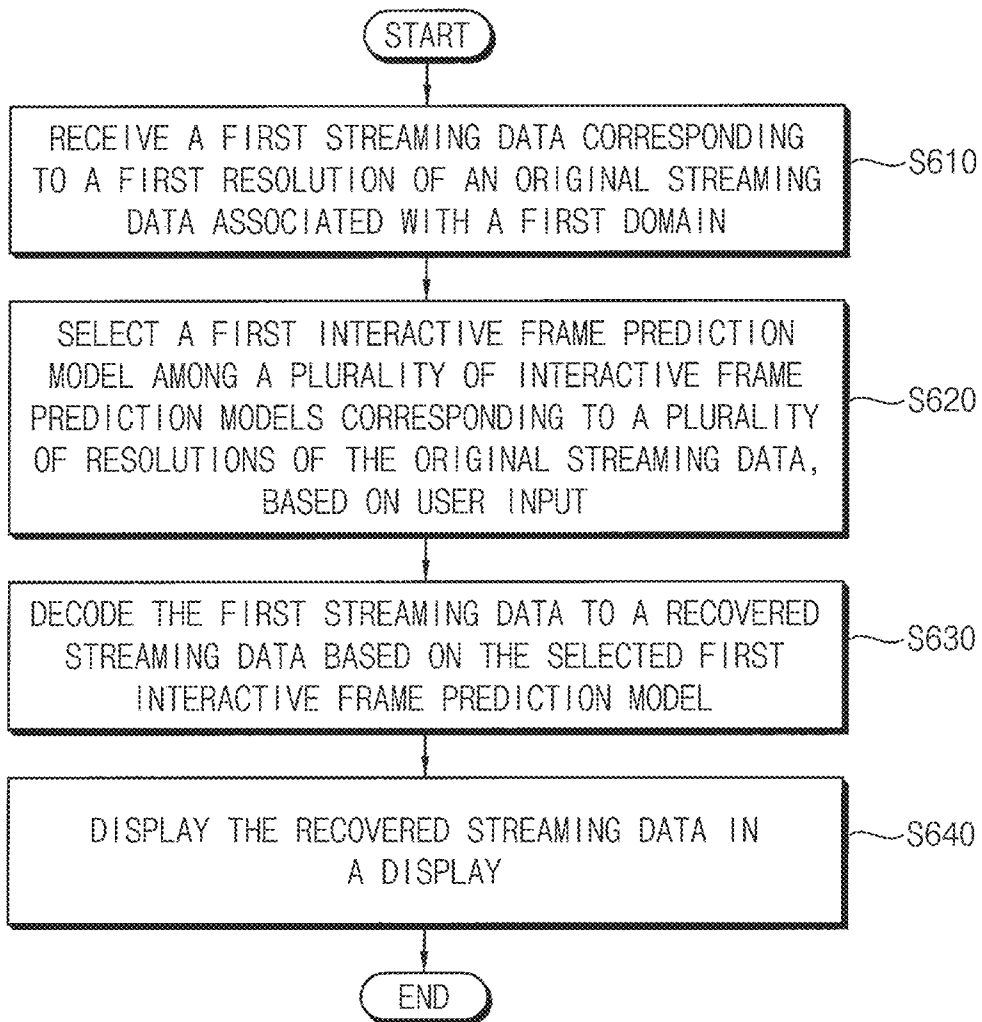 START
RECEIVE A FIRST STREAMING DATA CORRESPONDING
TO A FIRST RESOLUTION OF AN ORIGINAL STREAMING
DATA ASSOCIATED WITH A FIRST DOMAIN
S610
SELECT A FIRST INTERACTIVE FRAME PREDICTION
MODEL AMONG A PLURALITY OF INTERACTIVE FRAME
PREDICTION MODELS CORRESPONDING TO A PLURALITY
OF RESOLUTIONS OF THE ORIGINAL STREAMING DATA,
BASED ON USER INPUT
S620
DECODE THE FIRST STREAMING DATA TO A RECOVERED
STREAMING DATA BASED ON THE SELECTED FIRST
INTERACTIVE FRAME PREDICTION MODEL
S630
DISPLAY THE RECOVERED STREAMING DATA IN
A DISPLAY
S640
END